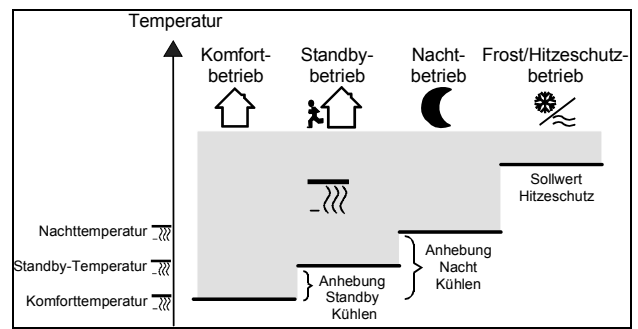 Temperatur
Komfort-
betrieb
Standby-
betrieb
Nacht-
betrieb
Frost/Hitzeschutz-
betrieb
Sollwert
Hitzeschutz
Nachttemperatur
Standby-Temperatur
Komforttemperatur
Anhebung
Nacht
Kühlen
Anhebung
Standby
Kühlen